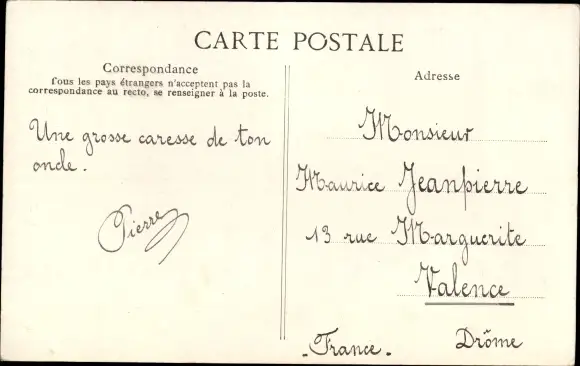 CARTE POSTALE
Correspondance
Tous les pays étrangers n'acceptent pas la
correspondance au recto, se renseigner à la poste.
Adresse
Une grosse caresse de ton
oncle.
Pierre
Monsieur
Maurice Jeanpierre
13 rue Marguerite
Valence
Drôme
-France.-